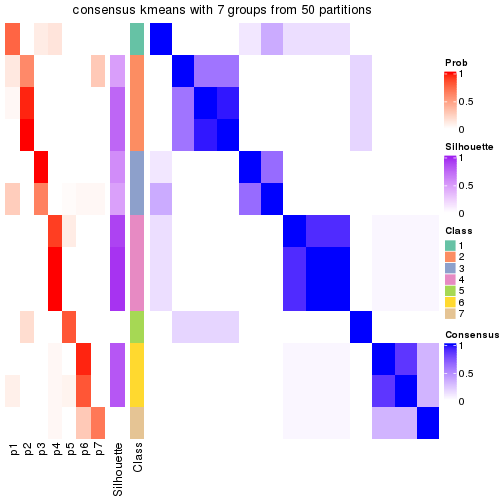 consensus kmeans with 7 groups from 50 partitions
Prob
1
0.5
0
Silhouette
1
0.5
0
Class
1
2
3
4
5
6
7
Consensus
1
0.5
0
p1
p2
p3
p4
p5
p6
p7
Silhouette
Class